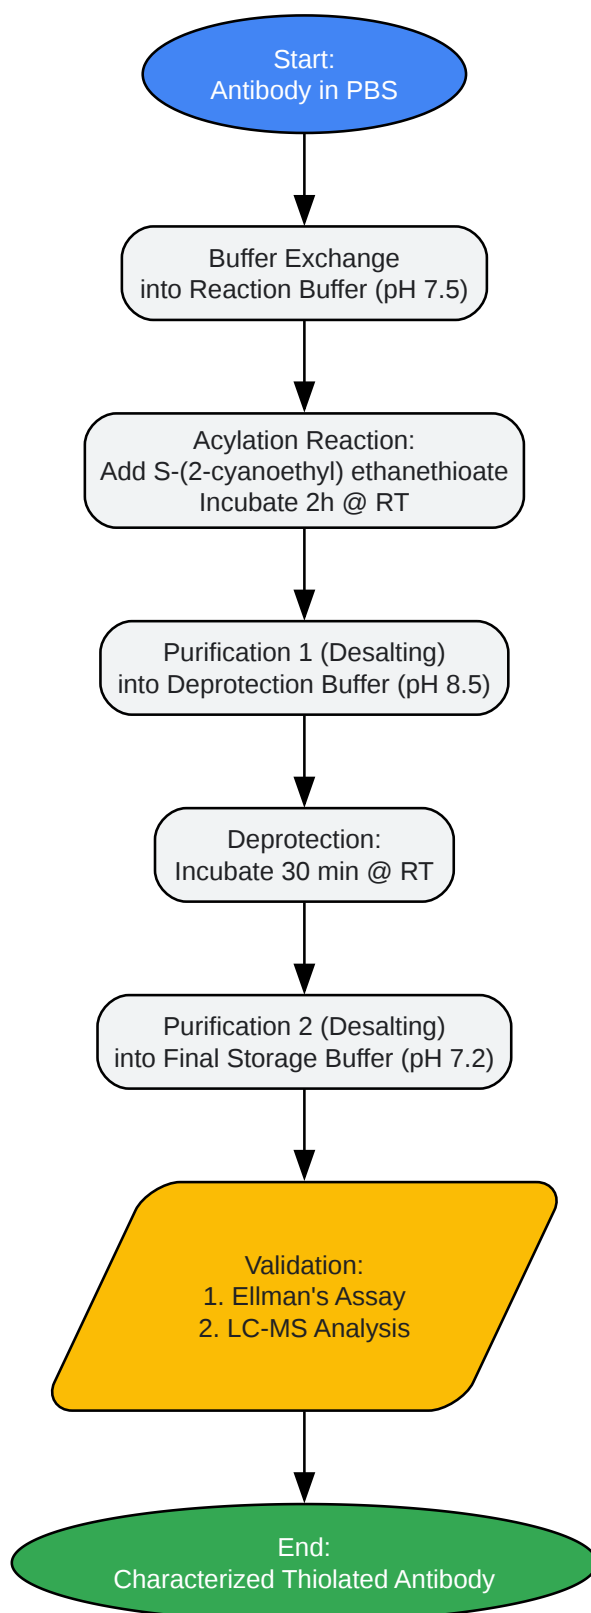 Start:
Antibody in PBS
Buffer Exchange
into Reaction Buffer (pH 7.5)
Acylation Reaction:
Add S-(2-cyanoethyl) ethanethioate
Incubate 2h @ RT
Purification 1 (Desalting)
into Deprotection Buffer (pH 8.5)
Deprotection:
Incubate 30 min @ RT
Purification 2 (Desalting)
into Final Storage Buffer (pH 7.2)
Validation:
1. Ellman's Assay
2. LC-MS Analysis
End:
Characterized Thiolated Antibody